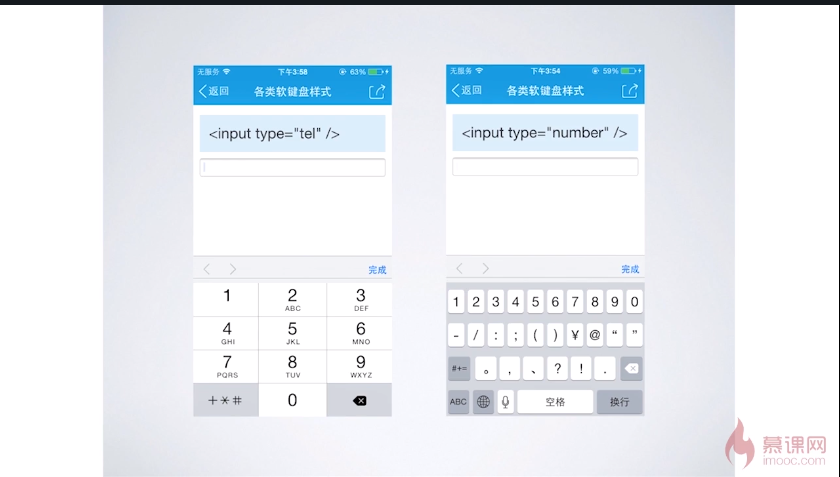 无服务 下午3:58 63%
返回 各类软键盘样式
<input type="tel" />
完成
1 2 ABC 3 DEF
4 GHI 5 JKL 6 MNO
7 PQRS 8 TUV 9 WXYZ
+*# 0
无服务 下午3:54 59%
返回 各类软键盘样式
<input type="number" />
完成
1 2 3 4 5 6 7 8 9 0
- / : ; ( ) ¥ @ “ ”
#+= 。 , 、 ? ! .
ABC 空格 换行
慕课网
imooc.com